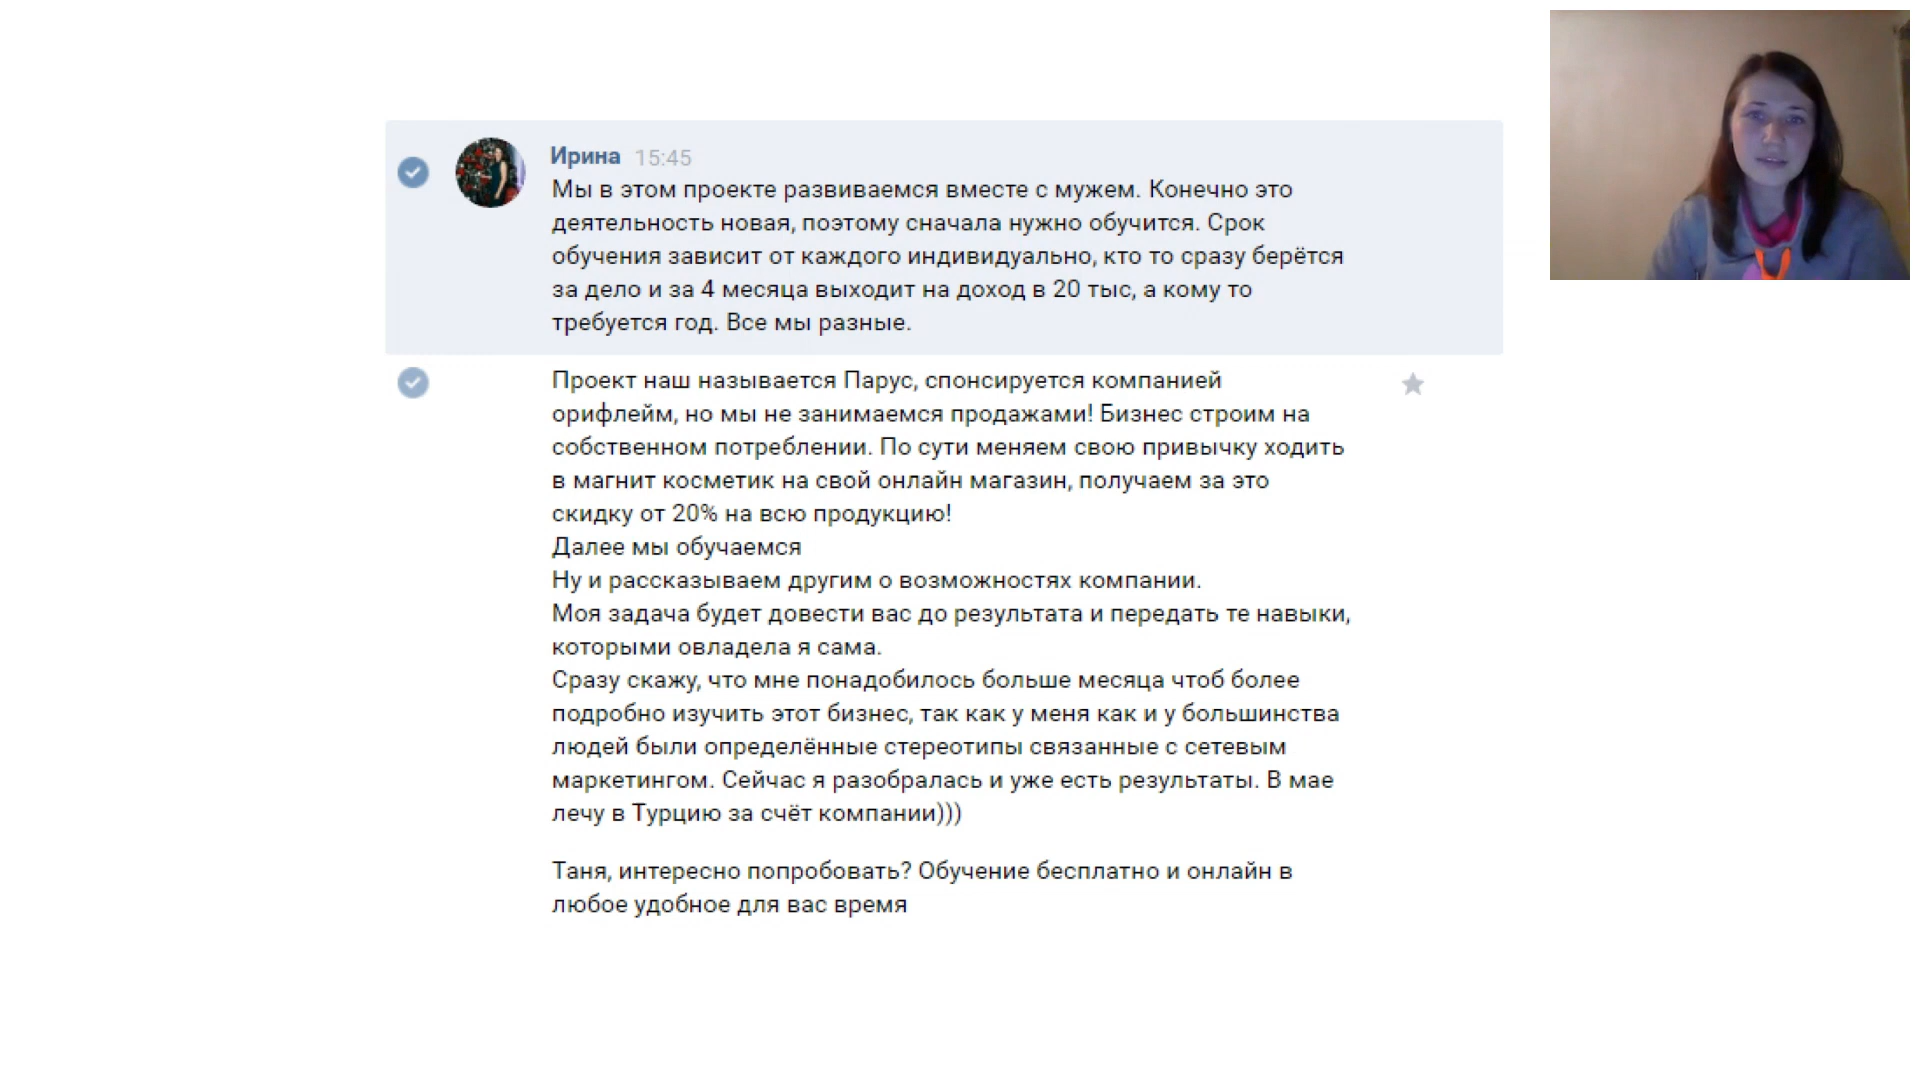 Ирина 15:45
Мы в этом проекте развиваемся вместе с мужем. Конечно это
деятельность новая, поэтому сначала нужно обучится. Срок
обучения зависит от каждого индивидуально, кто то сразу берётся
за дело и за 4 месяца выходит на доход в 20 тыс, а кому то
требуется год. Все мы разные.
Проект наш называется Парус, спонсируется компанией
орифлейм, но мы не занимаемся продажами! Бизнес строим на
собственном потреблении. По сути меняем свою привычку ходить
в магнит косметик на свой онлайн магазин, получаем за это
скидку от 20% на всю продукцию!
Далее мы обучаемся
Ну и рассказываем другим о возможностях компании.
Моя задача будет довести вас до результата и передать те навыки,
которыми овладела я сама.
Сразу скажу, что мне понадобилось больше месяца чтоб более
подробно изучить этот бизнес, так как у меня как и у большинства
людей были определённые стереотипы связанные с сетевым
маркетингом. Сейчас я разобралась и уже есть результаты. В мае
лечу в Турцию за счёт компании)))
Таня, интересно попробовать? Обучение бесплатно и онлайн в
любое удобное для вас время